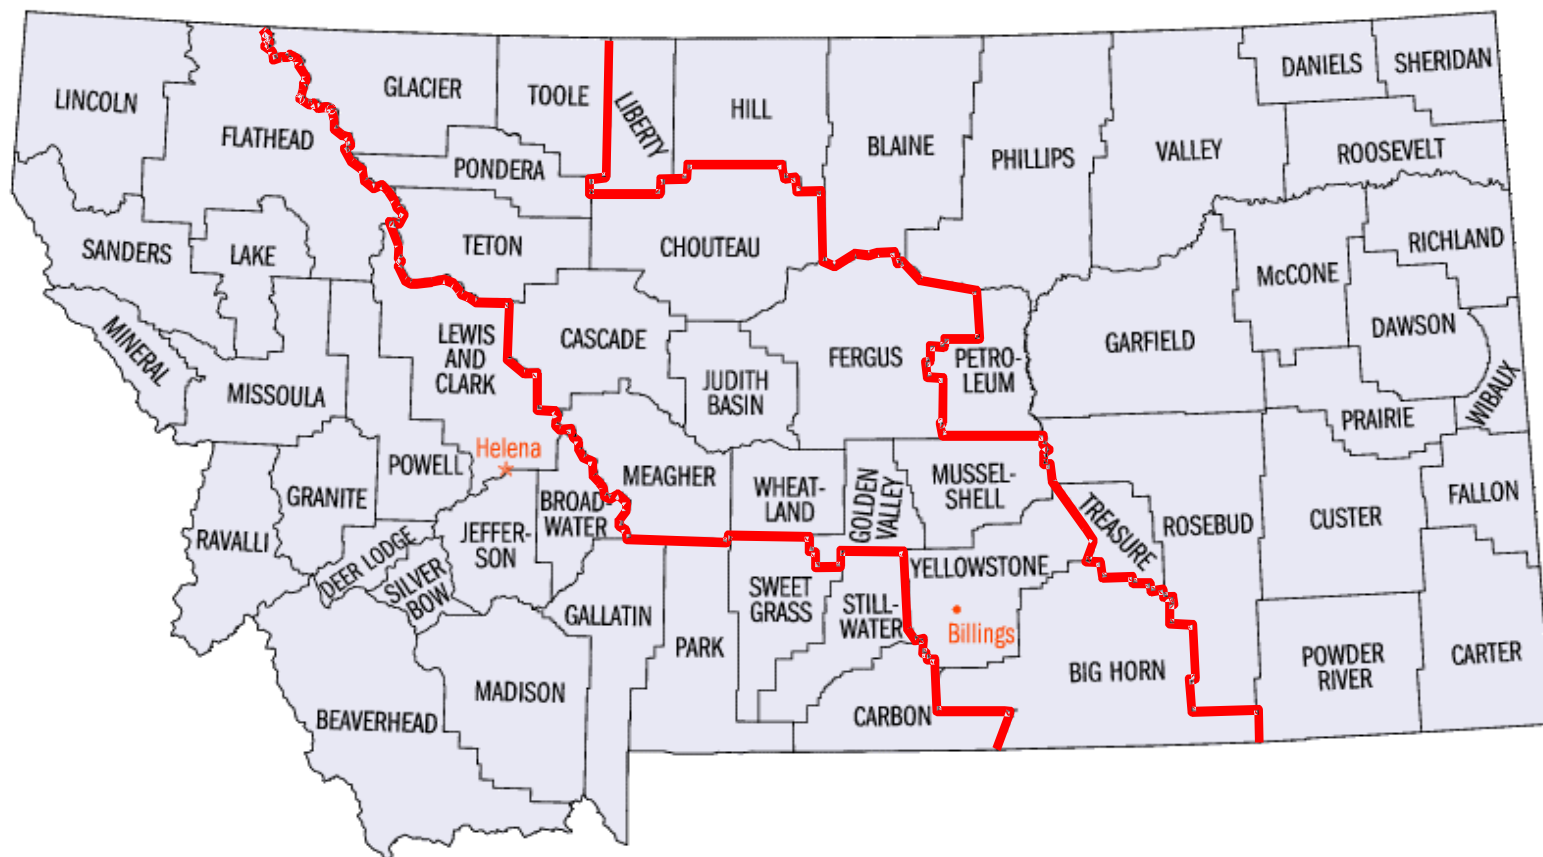 LINCOLN
FLATHEAD
GLACIER
TOOLE
LIBERTY
HILL
BLAINE
PHILLIPS
VALLEY
DANIELS
SHERIDAN
ROOSEVELT
PONDERA
SANDERS
LAKE
TETON
CHOUTEAU
McCONE
RICHLAND
MINERAL
MISSOULA
LEWIS
AND
CLARK
CASCADE
JUDITH
BASIN
FERGUS
PETRO-
LEUM
GARFIELD
DAWSON
PRAIRIE
WIBAUX
Helena
POWELL
GRANITE
RAVALLI
DEER LODGE
SILVER
BOW
JEFFER-
SON
BROAD
WATER
MEAGHER
WHEAT-
LAND
GOLDEN
VALLEY
MUSSEL-
SHELL
TREASURE
ROSEBUD
CUSTER
FALLON
YELLOWSTONE
GALLATIN
SWEET
GRASS
STILL-
WATER
Billings
PARK
MADISON
BEAVERHEAD
CARBON
BIG HORN
POWDER
RIVER
CARTER